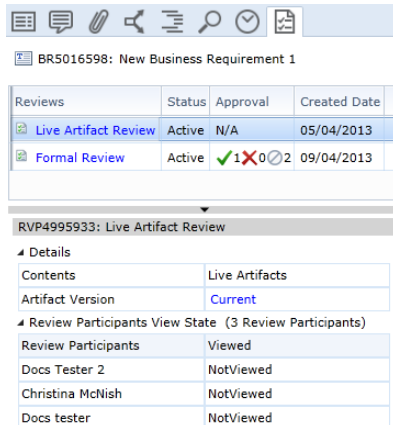 BR5016598: New Business Requirement 1
Reviews Status Approval Created Date
Live Artifact Review Active N/A 05/04/2013
Formal Review Active 1 0 2 09/04/2013
RVP4995933: Live Artifact Review
Details
Contents Live Artifacts
Artifact Version Current
Review Participants View State (3 Review Participants)
Review Participants Viewed
Docs Tester 2 NotViewed
Christina McNish NotViewed
Docs tester NotViewed